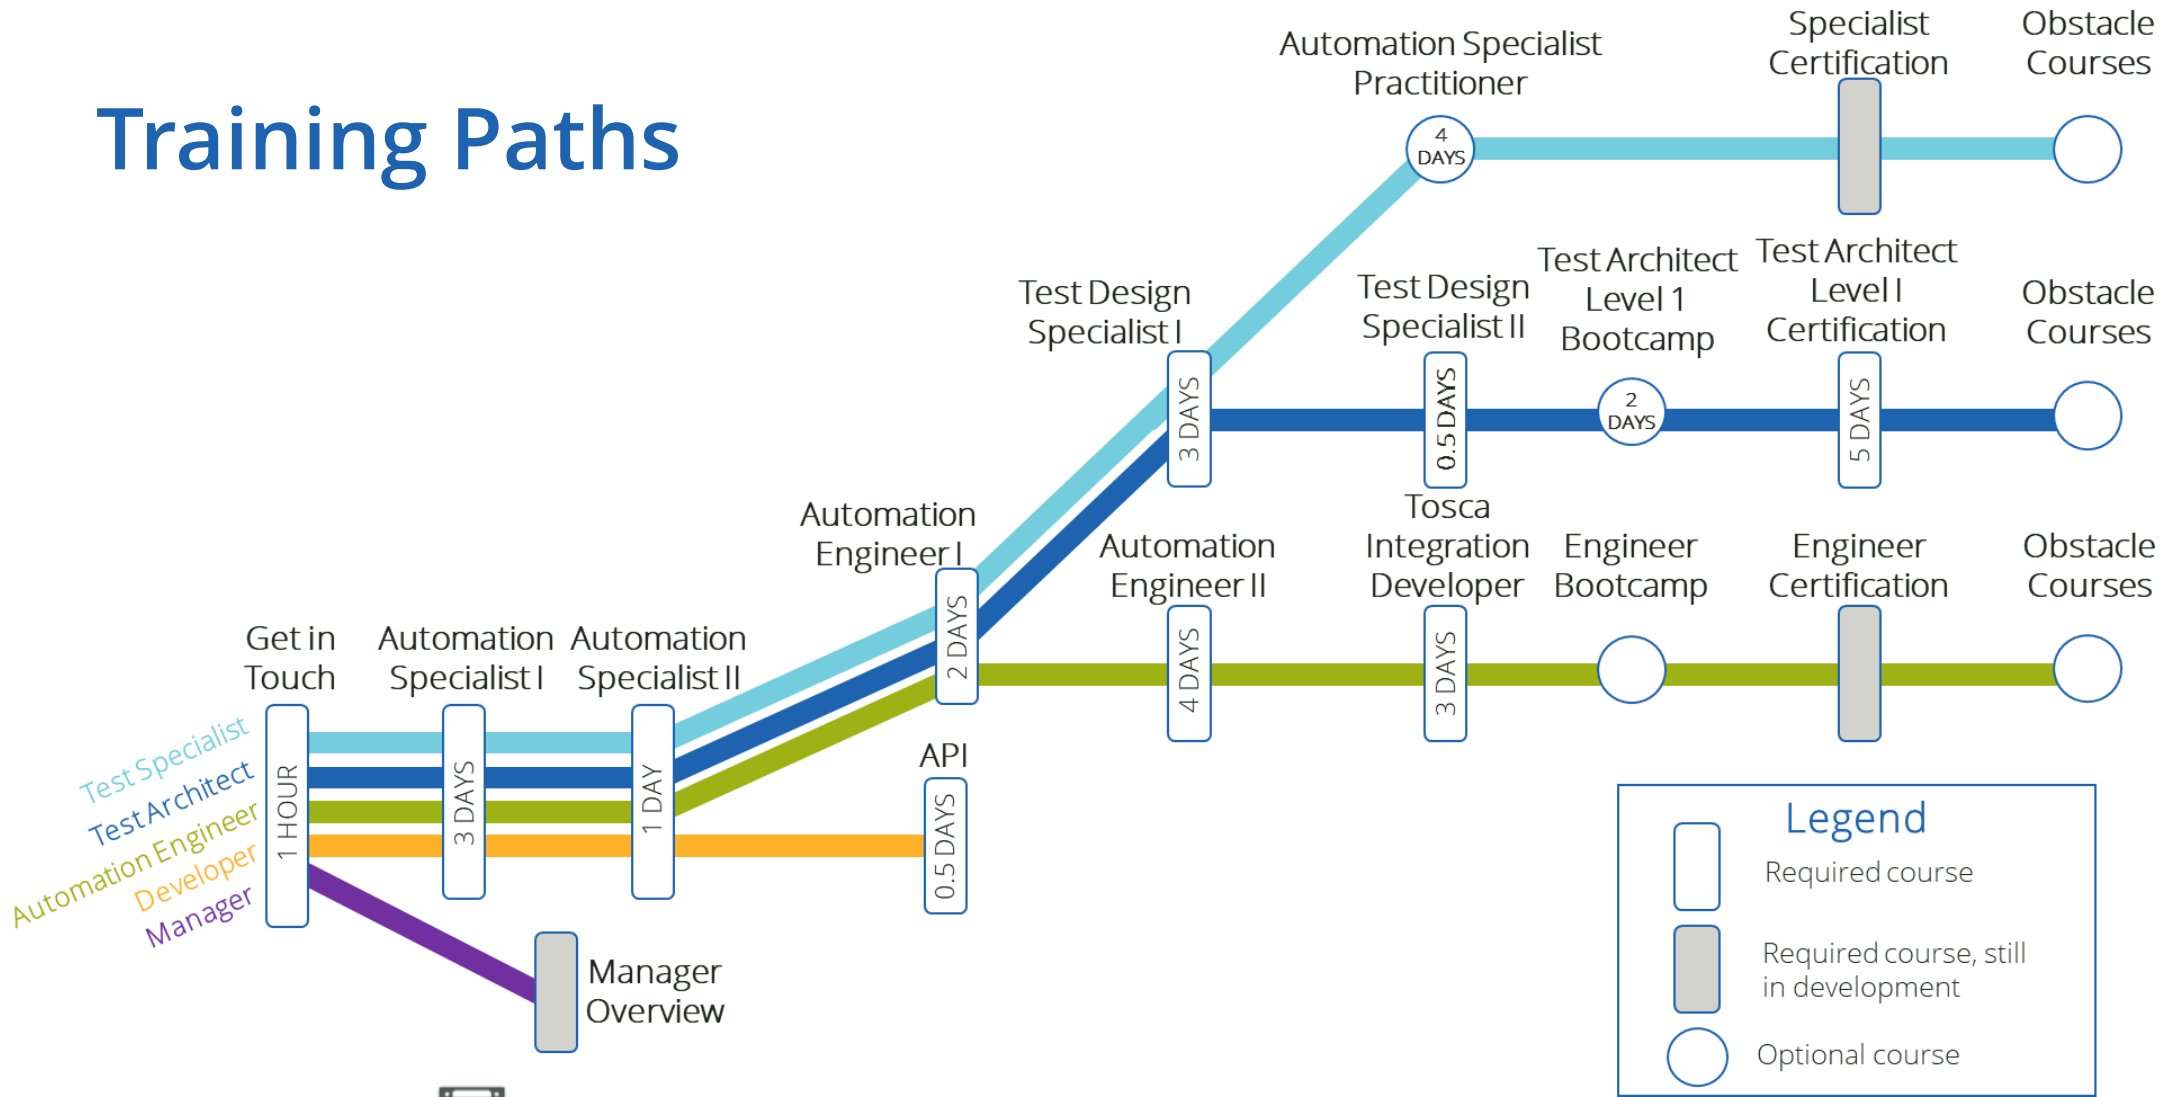 Training Paths
Automation Specialist
Practitioner
4
DAYS
Specialist
Certification
Obstacle
Courses
Test Design
Specialist I
3 DAYS
Test Design
Specialist II
0.5 DAYS
Test Architect
Level 1
Bootcamp
2
DAYS
Test Architect
Level I
Certification
5 DAYS
Obstacle
Courses
Automation
Engineer I
2 DAYS
Automation
Engineer II
4 DAYS
Tosca
Integration
Developer
3 DAYS
Engineer
Bootcamp
Engineer
Certification
Obstacle
Courses
Get in
Touch
1 HOUR
Automation
Specialist I
3 DAYS
Automation
Specialist II
1 DAY
API
0.5 DAYS
Test Specialist
Test Architect
Automation Engineer
Developer
Manager
Manager
Overview
Legend
Required course
Required course, still
in development
Optional course